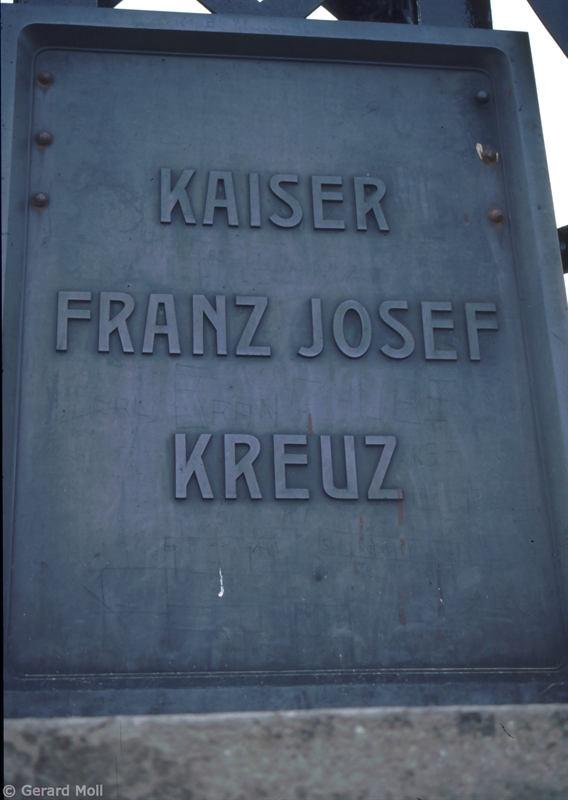 KAISER
FRANZ JOSEF
KREUZ
© Gerard Moll